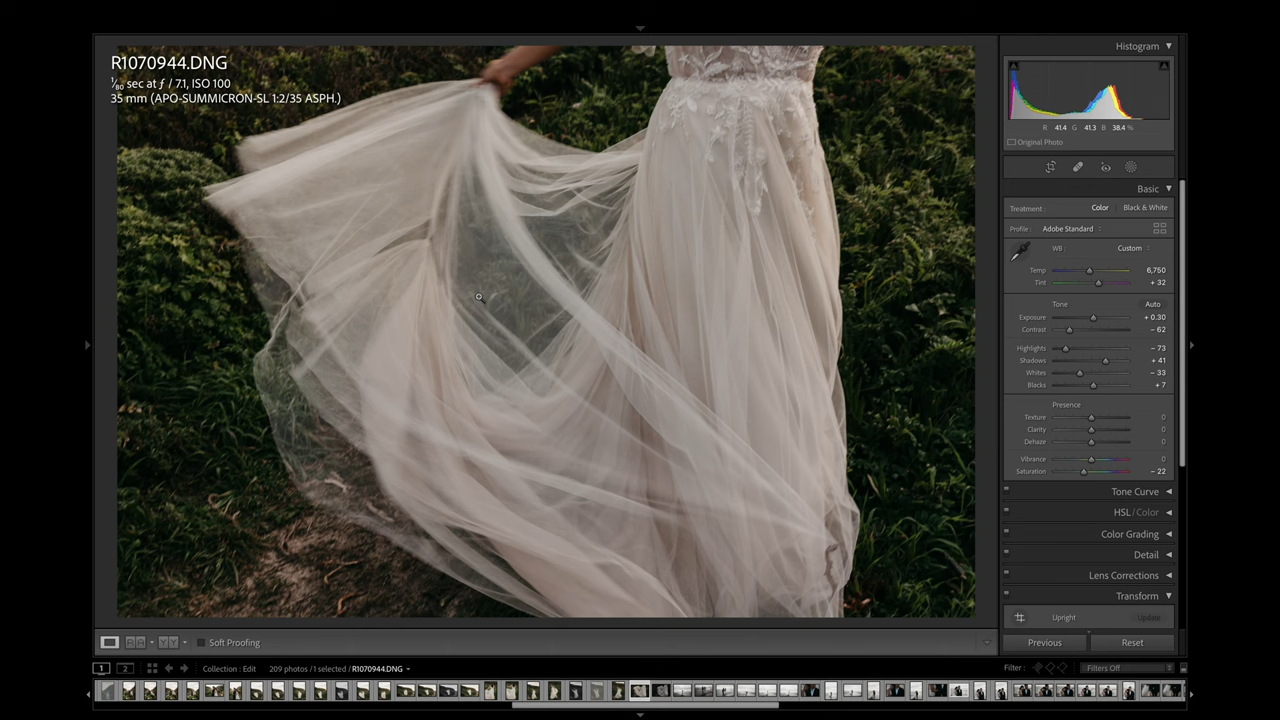 R1070944.DNG
1/80 sec at ƒ / 7.1, ISO 100
35 mm (APO-SUMMICRON-SL 1:2/35 ASPH.)
Histogram
R 41.4 G 41.3 B 38.4 %
Original Photo
Basic
Treatment : Color Black & White
Profile : Adobe Standard
WB : Custom
Temp 6,750
Tint + 32
Tone Auto
Exposure + 0.30
Contrast − 62
Highlights − 73
Shadows + 41
Whites − 33
Blacks + 7
Presence
Texture 0
Clarity 0
Dehaze 0
Vibrance 0
Saturation − 22
Tone Curve
HSL / Color
Color Grading
Detail
Lens Corrections
Transform
Upright Update
Previous Reset
Soft Proofing
1 2 Collection : Edit 209 photos / 1 selected / R1070944.DNG Filter : Filters Off